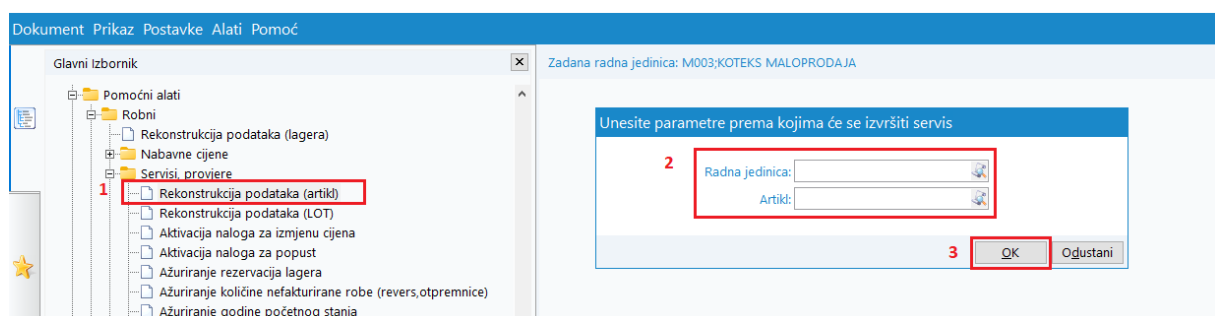 Dokument Prikaz Postavke Alati Pomoć
Glavni Izbornik
Zadana radna jedinica: M003;KOTEKS MALOPRODAJA
Pomoćni alati
Robni
Rekonstrukcija podataka (lagera)
Nabavne cijene
Servisi, provjere
1 Rekonstrukcija podataka (artikl)
Rekonstrukcija podataka (LOT)
Aktivacija naloga za izmjenu cijena
Aktivacija naloga za popust
Ažuriranje rezervacija lagera
Ažuriranje količine nefakturirane robe (revers,otpremnice)
Ažuriranje godine početnog stanja
Unesite parametre prema kojima će se izvršiti servis
2 Radna jedinica:
Artikl:
3 OK Odustani